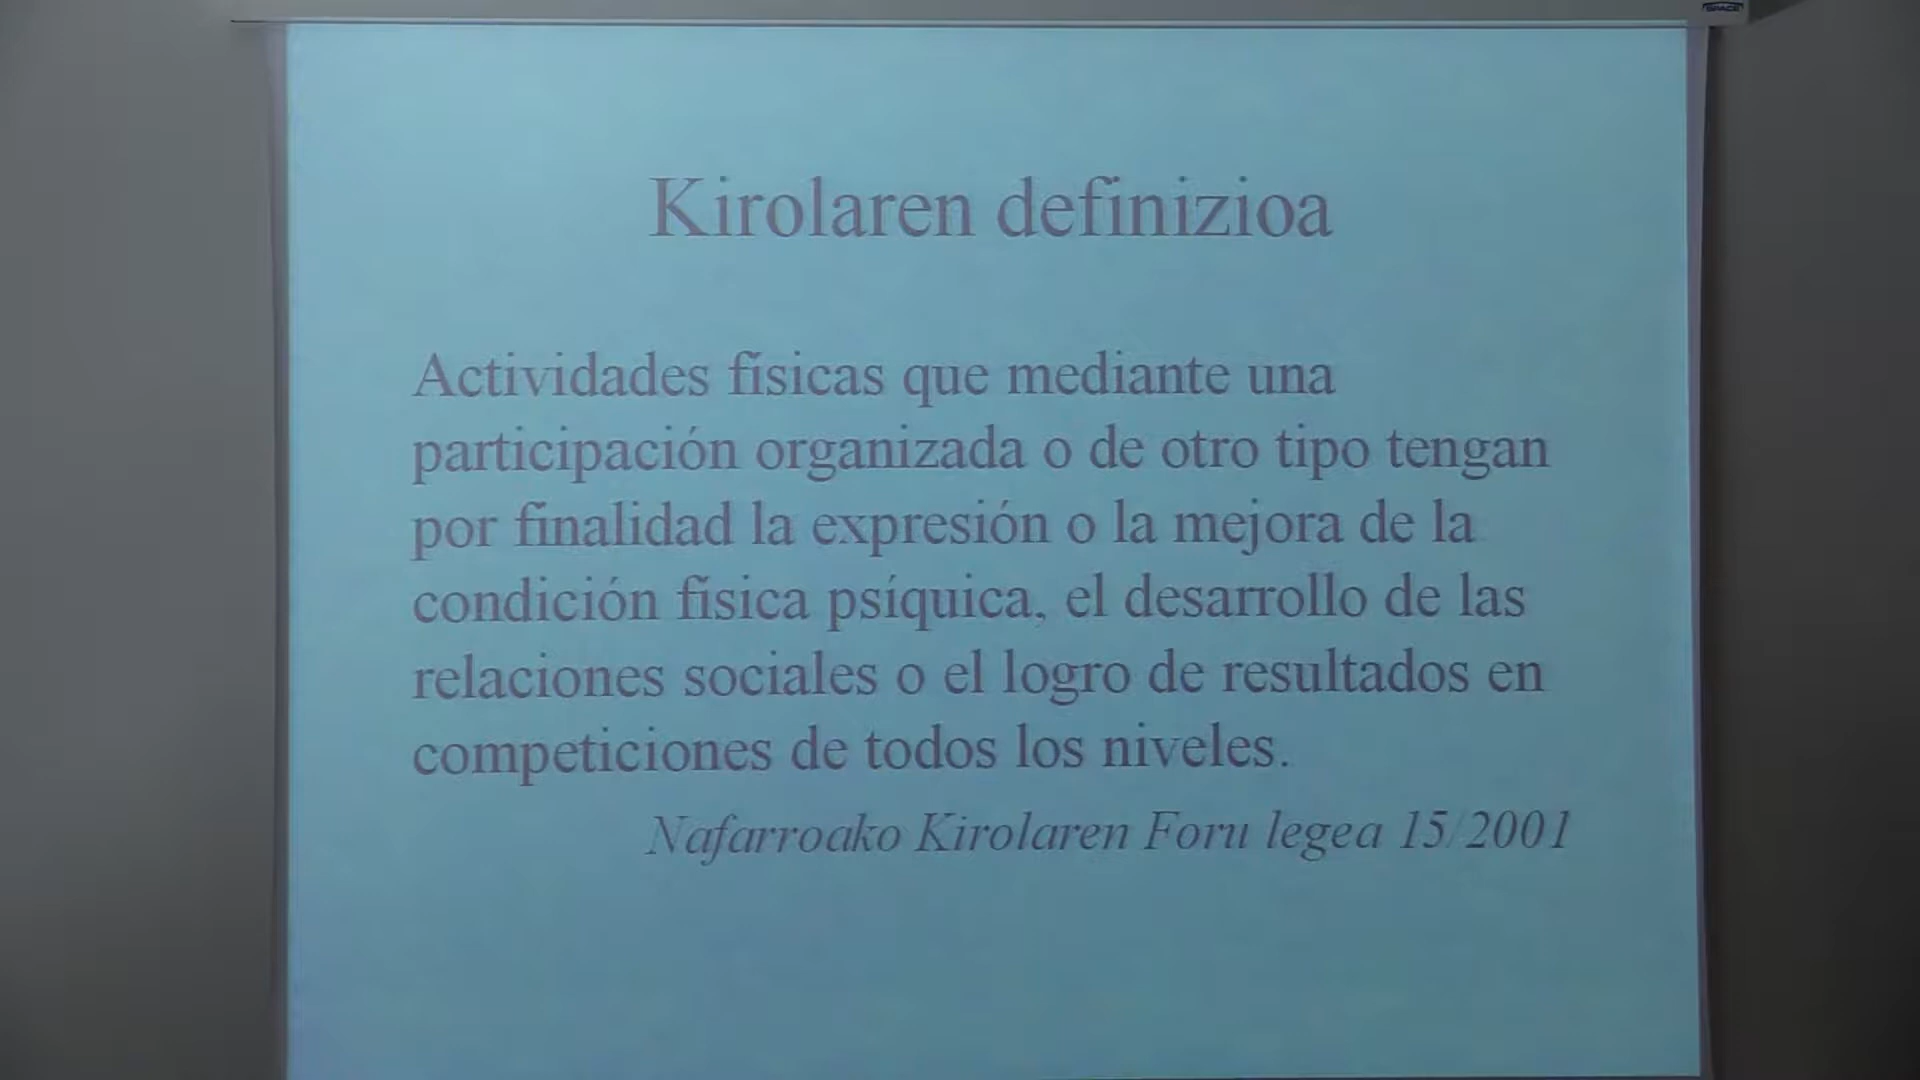 SPACE
Kirolaren definizioa
Actividades físicas que mediante una
participación organizada o de otro tipo tengan
por finalidad la expresión o la mejora de la
condición física psíquica, el desarrollo de las
relaciones sociales o el logro de resultados en
competiciones de todos los niveles.
Nafarroako Kirolaren Foru legea 15/2001